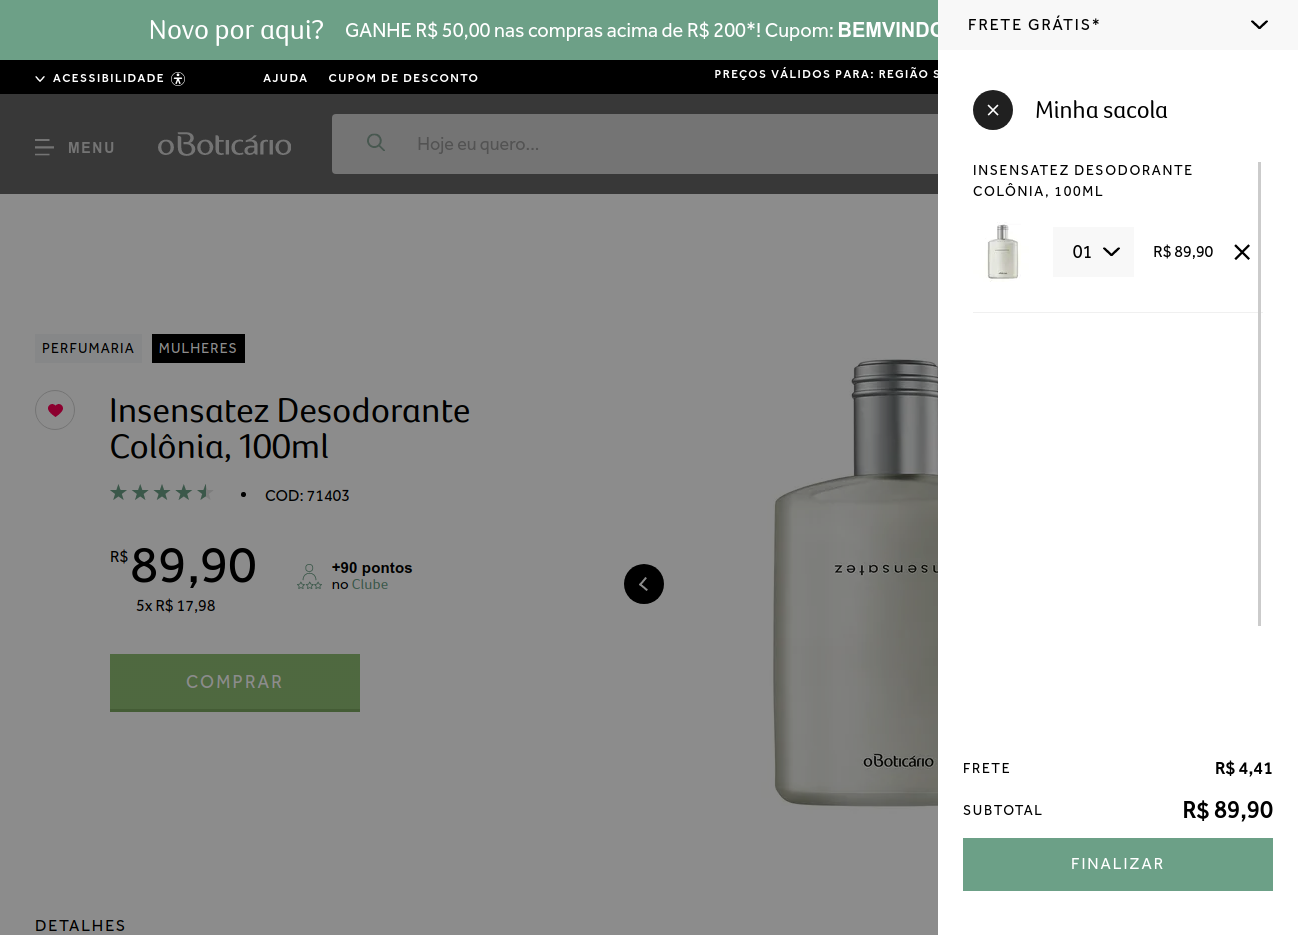 Novo por aqui? GANHE R$ 50,00 nas compras acima de R$ 200*! Cupom:
ACESSIBILIDADE AJUDA CUPOM DE DESCONTO PREÇOS VÁLIDOS PARA: REGIÃO
MENU oBoticário Hoje eu quero...
PERFUMARIA MULHERES
Insensatez Desodorante
Colônia, 100ml
• COD: 71403
R$ 89,90
5x R$ 17,98
+90 pontos
no Clube
COMPRAR
oBoticário
DETALHES
FRETE GRÁTIS*
Minha sacola
INSENSATEZ DESODORANTE
COLÔNIA, 100ML
01 R$ 89,90
FRETE R$ 4,41
SUBTOTAL R$ 89,90
FINALIZAR